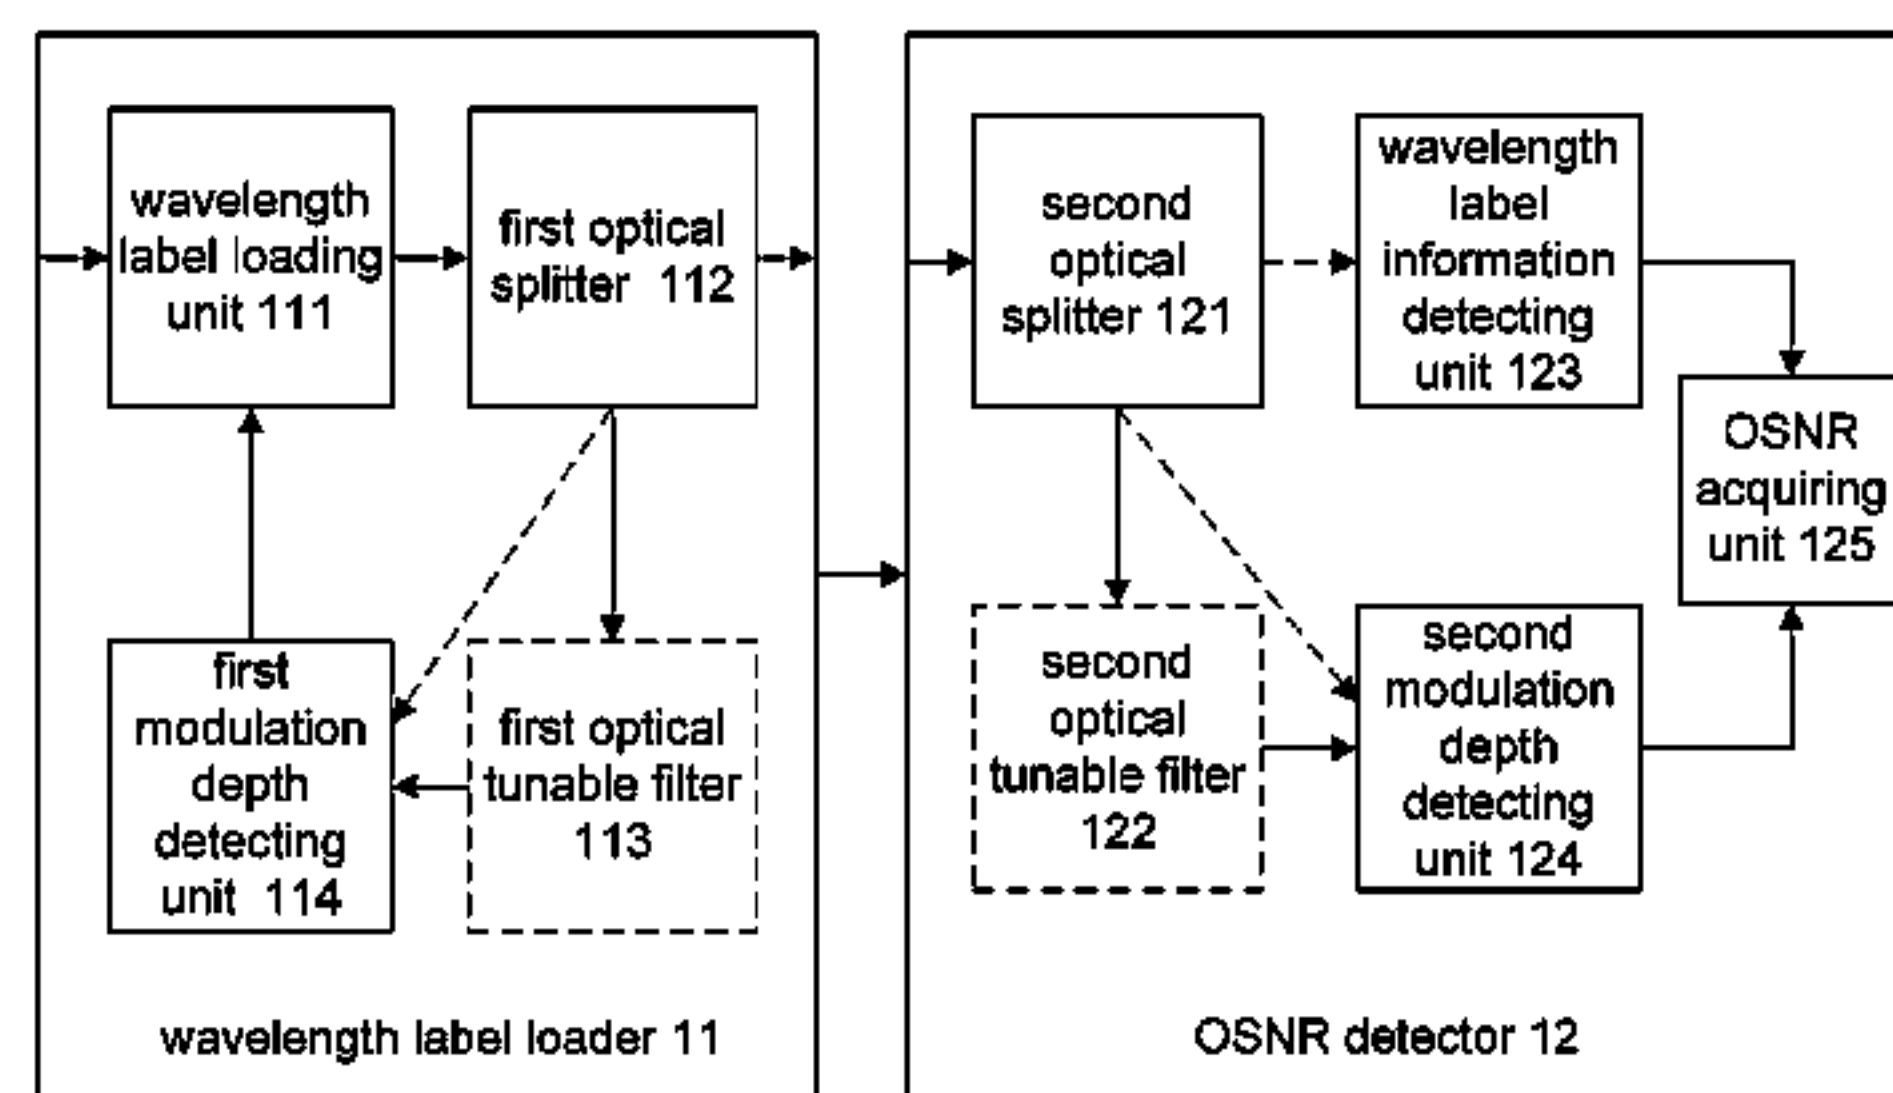 wavelength
label loading
unit 111
first optical
splitter 112
second
optical
splitter 121
wavelength
label
information
detecting
unit 123
OSNR
acquiring
unit 125
first
modulation
depth
detecting
unit 114
first optical
tunable filter
113
second
optical
tunable filter
122
second
modulation
depth
detecting
unit 124
wavelength label loader 11
OSNR detector 12